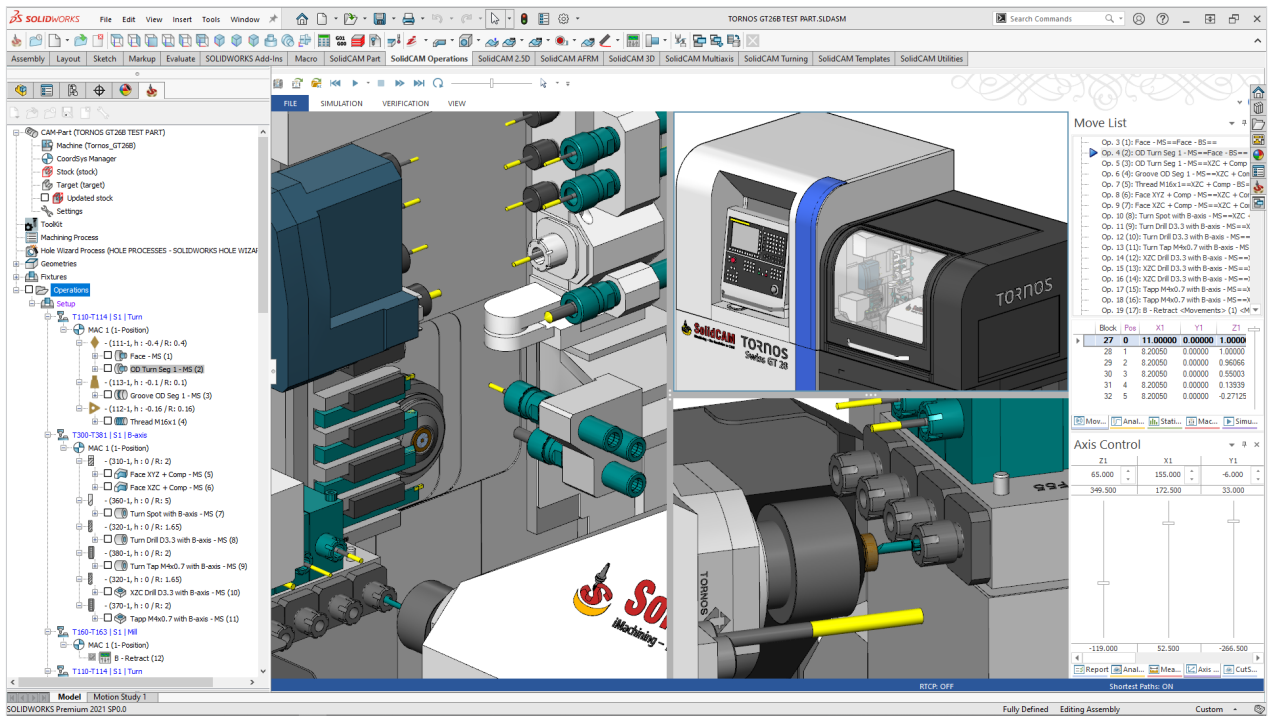 SOLIDWORKS File Edit View Insert Tools Window
TORNOS GT26B TEST PART.SLDASM
Search Commands
Assembly Layout Sketch Markup Evaluate SOLIDWORKS Add-Ins Macro SolidCAM Part SolidCAM Operations SolidCAM 2.5D SolidCAM AFRM SolidCAM 3D SolidCAM Multiaxis SolidCAM Turning SolidCAM Templates SolidCAM Utilities
FILE SIMULATION VERIFICATION VIEW
CAM-Part (TORNOS GT26B TEST PART)
Machine (Tornos_GT26B)
CoordSys Manager
Stock (stock)
Target (target)
Updated stock
Settings
ToolKit
Machining Process
Hole Wizard Process (HOLE PROCESSES - SOLIDWORKS HOLE WIZAR
Geometries
Fixtures
Operations
Setup
T110-T114 | S1 | Turn
MAC 1 (1- Position)
- (111-1, h : -0.4 / R: 0.4)
Face - MS (1)
OD Turn Seg 1 - MS (2)
- (113-1, h : -0.1 / R: 0.1)
Groove OD Seg 1 - MS (3)
- (112-1, h : -0.16 / R: 0.16)
Thread M16x1 (4)
T300-T381 | S1 | B-axis
MAC 1 (1- Position)
- (310-1, h : 0 / R: 2)
Face XYZ + Comp - MS (5)
Face XZC + Comp - MS (6)
- (360-1, h : 0 / R: 5)
Turn Spot with B-axis - MS (7)
- (320-1, h : 0 / R: 1.65)
Turn Drill D3.3 with B-axis - MS (8)
- (380-1, h : 0 / R: 2)
Turn Tap M4x0.7 with B-axis - MS (9)
- (320-1, h : 0 / R: 1.65)
XZC Drill D3.3 with B-axis - MS (10)
- (370-1, h : 0 / R: 2)
Tapp M4x0.7 with B-axis - MS (11)
T160-T163 | S1 | Mill
MAC 1 (1- Position)
B - Retract (12)
T110-T114 | S1 | Turn
SolidCAM
TORNOS
Swiss GT 26
TORNOS
So
iMachining –
TORNOS
Move List
Op. 3 (1): Face - MS==Face - BS==
Op. 4 (2): OD Turn Seg 1 - MS==Face - BS==
Op. 5 (3): OD Turn Seg 1 - MS==XZC + Comp
Op. 6 (4): Groove OD Seg 1 - MS==XZC + Con
Op. 7 (5): Thread M16x1==XZC + Comp - BS=
Op. 8 (6): Face XYZ + Comp - MS==XZC + Cor
Op. 9 (7): Face XZC + Comp - MS==XZC + Cor
Op. 10 (8): Turn Spot with B-axis - MS==XZC +
Op. 11 (9): Turn Drill D3.3 with B-axis - MS==
Op. 12 (10): Turn Drill D3.3 with B-axis - MS==
Op. 13 (11): Turn Tap M4x0.7 with B-axis - MS
Op. 14 (12): XZC Drill D3.3 with B-axis - MS==)
Op. 15 (13): XZC Drill D3.3 with B-axis - MS==)
Op. 16 (14): XZC Drill D3.3 with B-axis - MS==)
Op. 17 (15): Tapp M4x0.7 with B-axis - MS==X
Op. 18 (16): Tapp M4x0.7 with B-axis - MS==X
Op. 19 (17): B - Retract <Movements> (1) <M
Block Pos X1 Y1 Z1
27 0 11.00000 0.00000 1.0000
28 1 8.20050 0.00000 1.00000
29 2 8.20050 0.00000 0.96066
30 3 8.20050 0.00000 0.55003
31 4 8.20050 0.00000 0.13939
32 5 8.20050 0.00000 -0.27125
Mov... Anal... Stati... Mac... Simu...
Axis Control
Z1 X1 Y1
65.000 155.000 -6.000
349.500 172.500 33.000
-119.000 52.500 -266.500
Report Anal... Mea... Axis ... CutS...
RTCP: OFF Shortest Paths: ON
Model Motion Study 1
SOLIDWORKS Premium 2021 SP0.0
Fully Defined Editing Assembly Custom